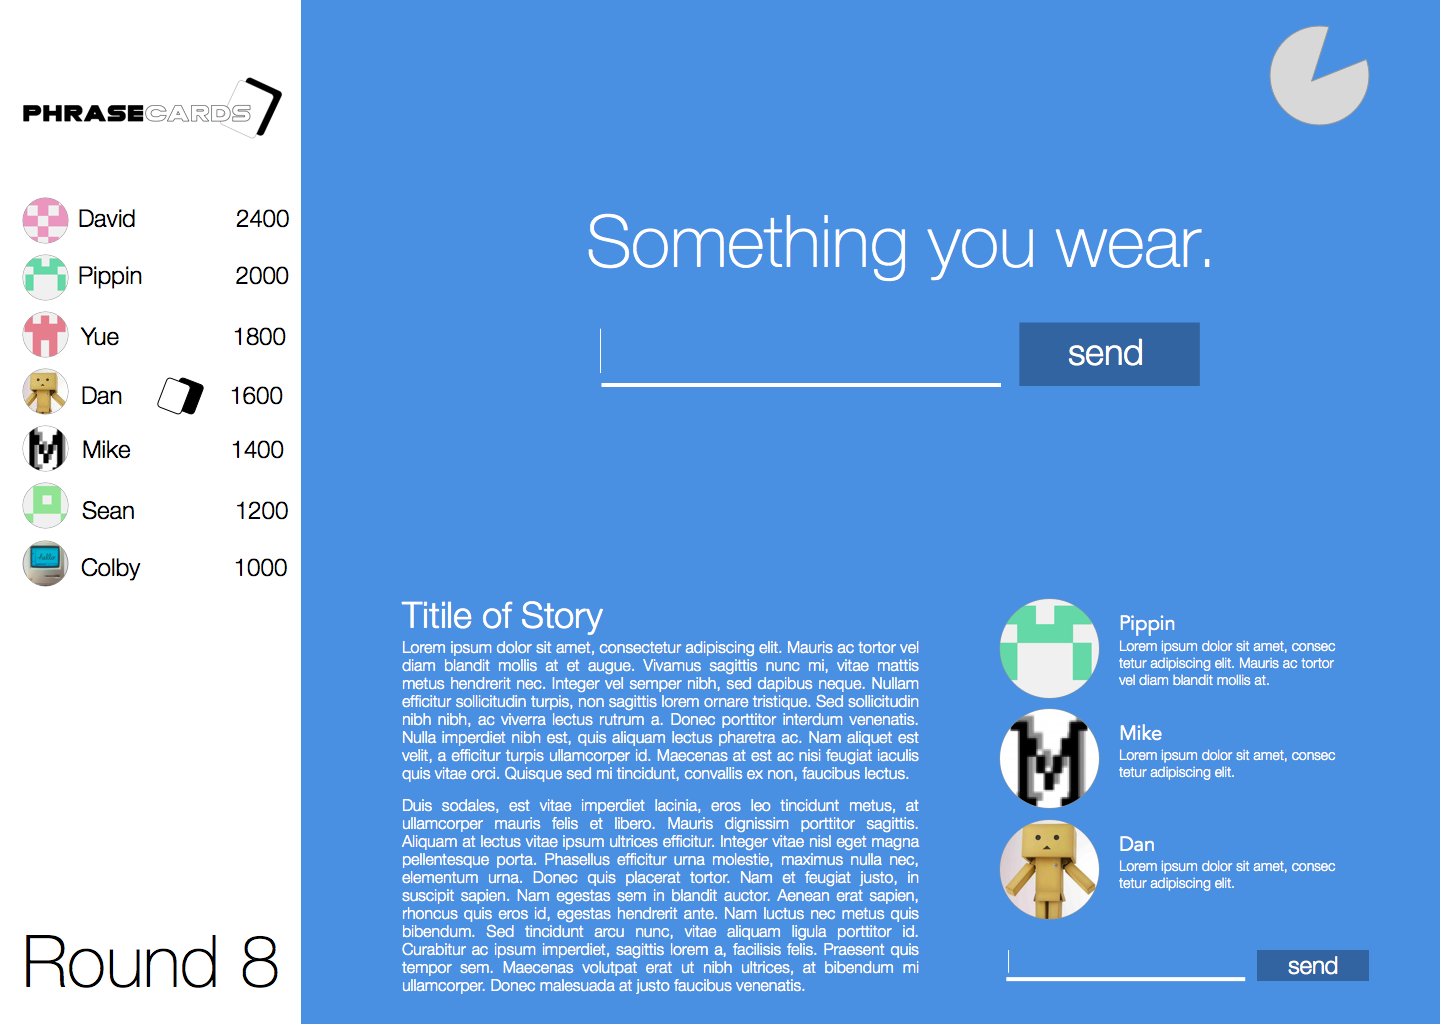 PHRASECARDS
David 2400
Pippin 2000
Yue 1800
Dan 1600
Mike 1400
Sean 1200
Colby 1000
Round 8
Something you wear.
send
Titile of Story
Lorem ipsum dolor sit amet, consectetur adipiscing elit. Mauris ac tortor vel
diam blandit mollis at et augue. Vivamus sagittis nunc mi, vitae mattis
metus hendrerit nec. Integer vel semper nibh, sed dapibus neque. Nullam
efficitur sollicitudin turpis, non sagittis lorem ornare tristique. Sed sollicitudin
nibh nibh, ac viverra lectus rutrum a. Donec porttitor interdum venenatis.
Nulla imperdiet nibh est, quis aliquam lectus pharetra ac. Nam aliquet est
velit, a efficitur turpis ullamcorper id. Maecenas at est ac nisi feugiat iaculis
quis vitae orci. Quisque sed mi tincidunt, convallis ex non, faucibus lectus.
Duis sodales, est vitae imperdiet lacinia, eros leo tincidunt metus, at
ullamcorper mauris felis et libero. Mauris dignissim porttitor sagittis.
Aliquam at lectus vitae ipsum ultrices efficitur. Integer vitae nisl eget magna
pellentesque porta. Phasellus efficitur urna molestie, maximus nulla nec,
elementum urna. Donec quis placerat tortor. Nam et feugiat justo, in
suscipit sapien. Nam egestas sem in blandit auctor. Aenean erat sapien,
rhoncus quis eros id, egestas hendrerit ante. Nam luctus nec metus quis
bibendum. Sed tincidunt arcu nunc, vitae aliquam ligula porttitor id.
Curabitur ac ipsum imperdiet, sagittis lorem a, facilisis felis. Praesent quis
tempor sem. Maecenas volutpat erat ut nibh ultrices, at bibendum mi
ullamcorper. Donec malesuada at justo faucibus venenatis.
Pippin
Lorem ipsum dolor sit amet, consec
tetur adipiscing elit. Mauris ac tortor
vel diam blandit mollis at.
Mike
Lorem ipsum dolor sit amet, consec
tetur adipiscing elit.
Dan
Lorem ipsum dolor sit amet, consec
tetur adipiscing elit.
send